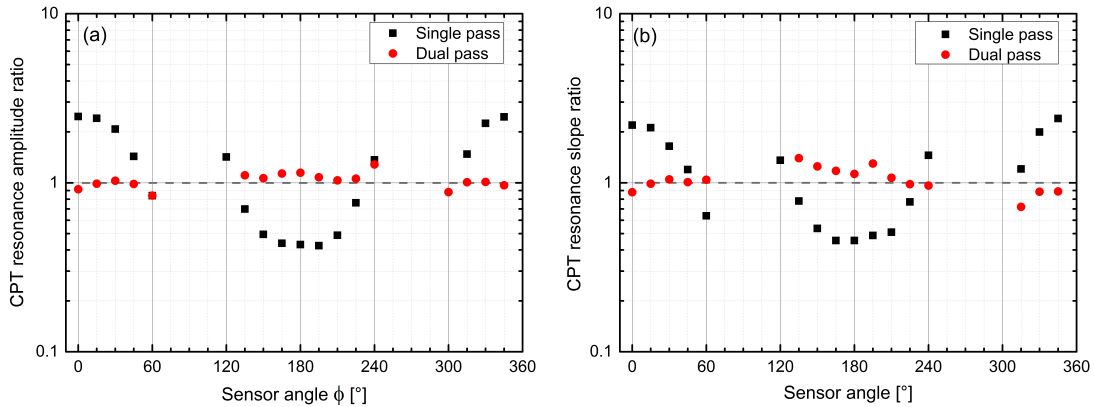 (a)
Single pass
Dual pass
CPT resonance amplitude ratio
10
1
0.1
0 60 120 180 240 300 360
Sensor angle ϕ [°]
(b)
Single pass
Dual pass
CPT resonance slope ratio
10
1
0.1
0 60 120 180 240 300 360
Sensor angle [°]